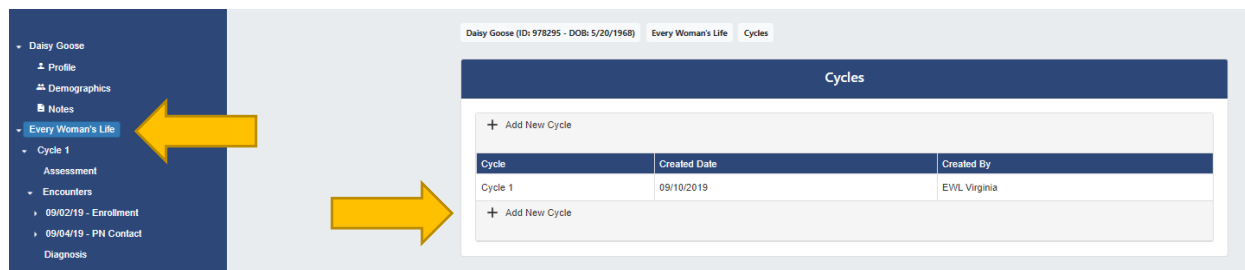 Daisy Goose
Profile
Demographics
Notes
Every Woman's Life
Cycle 1
Assessment
Encounters
09/02/19 - Enrollment
09/04/19 - PN Contact
Diagnosis
Daisy Goose (ID: 978295 - DOB: 5/20/1968) Every Woman's Life Cycles
Cycles
+ Add New Cycle
Cycle Created Date Created By
Cycle 1 09/10/2019 EWL Virginia
+ Add New Cycle